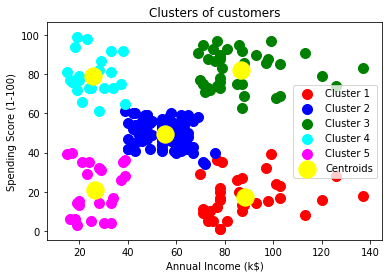 Clusters of customers
Spending Score (1-100)
100
80
60
40
20
0
Cluster 1
Cluster 2
Cluster 3
Cluster 4
Cluster 5
Centroids
20
40
60
80
100
120
140
Annual Income (k$)